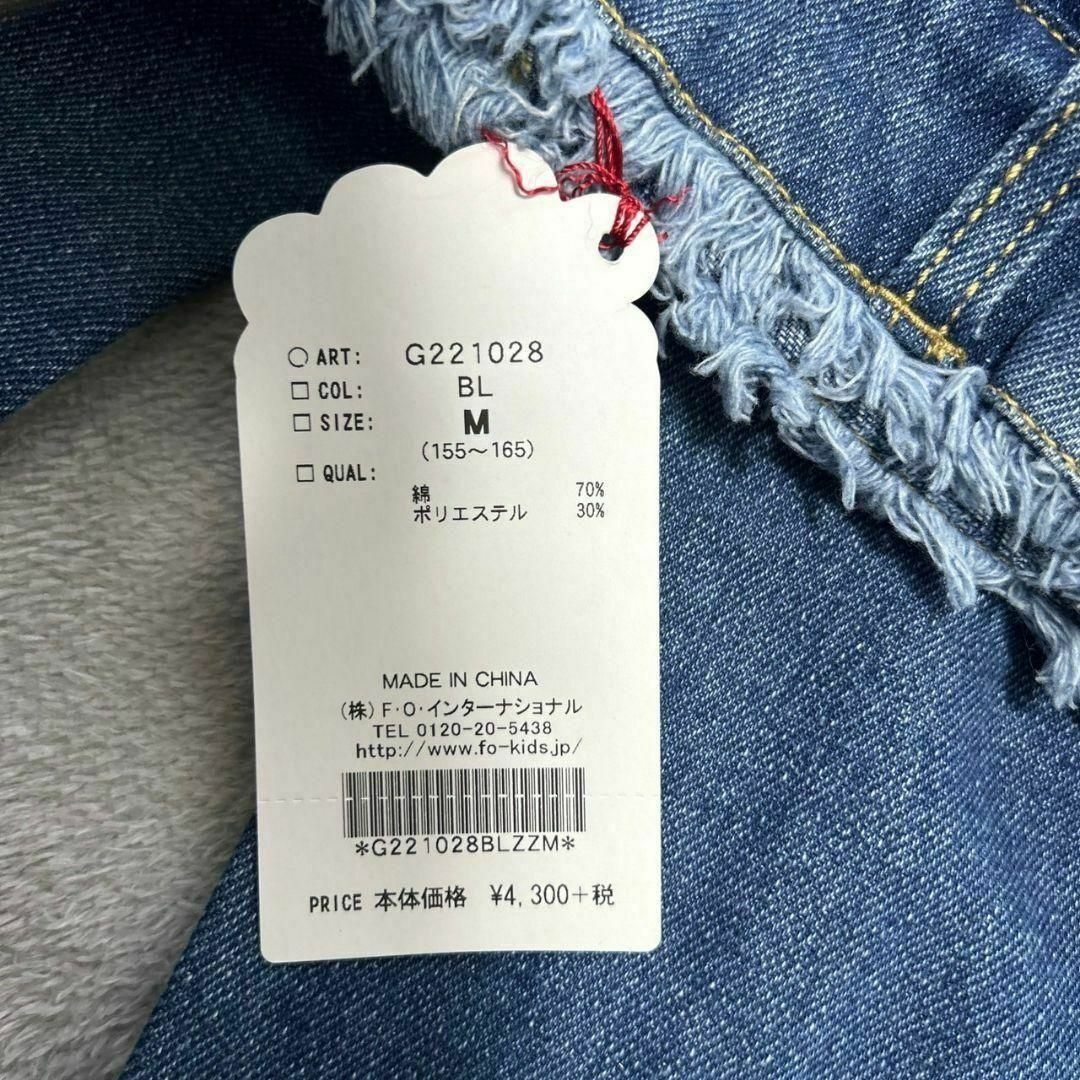 ART: G221028
COL: BL
SIZE: M
(155～165)
QUAL:
綿 70%
ポリエステル 30%
MADE IN CHINA
(株)F・O・インターナショナル
TEL 0120-20-5438
http://www.fo-kids.jp/
*G221028BLZZM*
PRICE 本体価格 ¥4,300+税